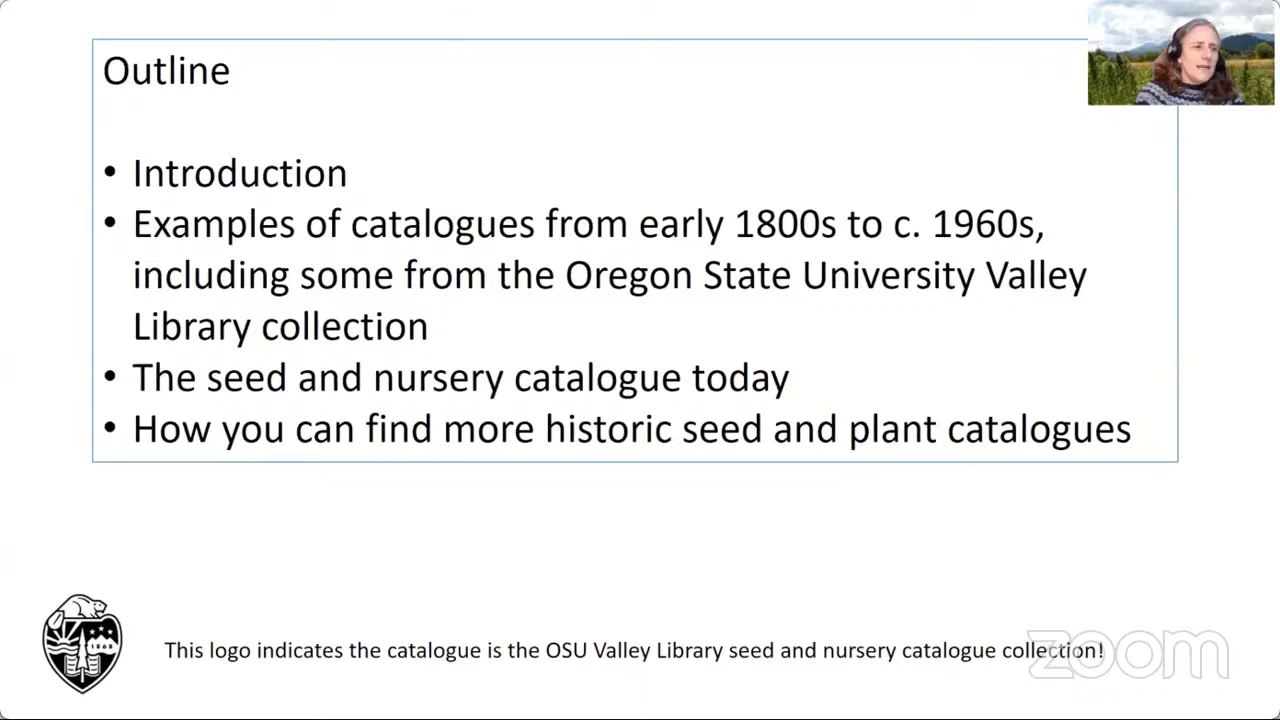 Outline
• Introduction
• Examples of catalogues from early 1800s to c. 1960s,
including some from the Oregon State University Valley
Library collection
• The seed and nursery catalogue today
• How you can find more historic seed and plant catalogues
1868
This logo indicates the catalogue is the OSU Valley Library seed and nursery catalogue collection!
zoom